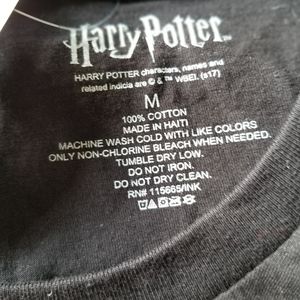 Harry Potter
HARRY POTTER characters, names and
related indicia are © & ™ WBEI. (s17)
M
100% COTTON
MADE IN HAITI
MACHINE WASH COLD WITH LIKE COLORS
ONLY NON-CHLORINE BLEACH WHEN NEEDED.
TUMBLE DRY LOW.
DO NOT IRON.
DO NOT DRY CLEAN.
RN# 115665/INK